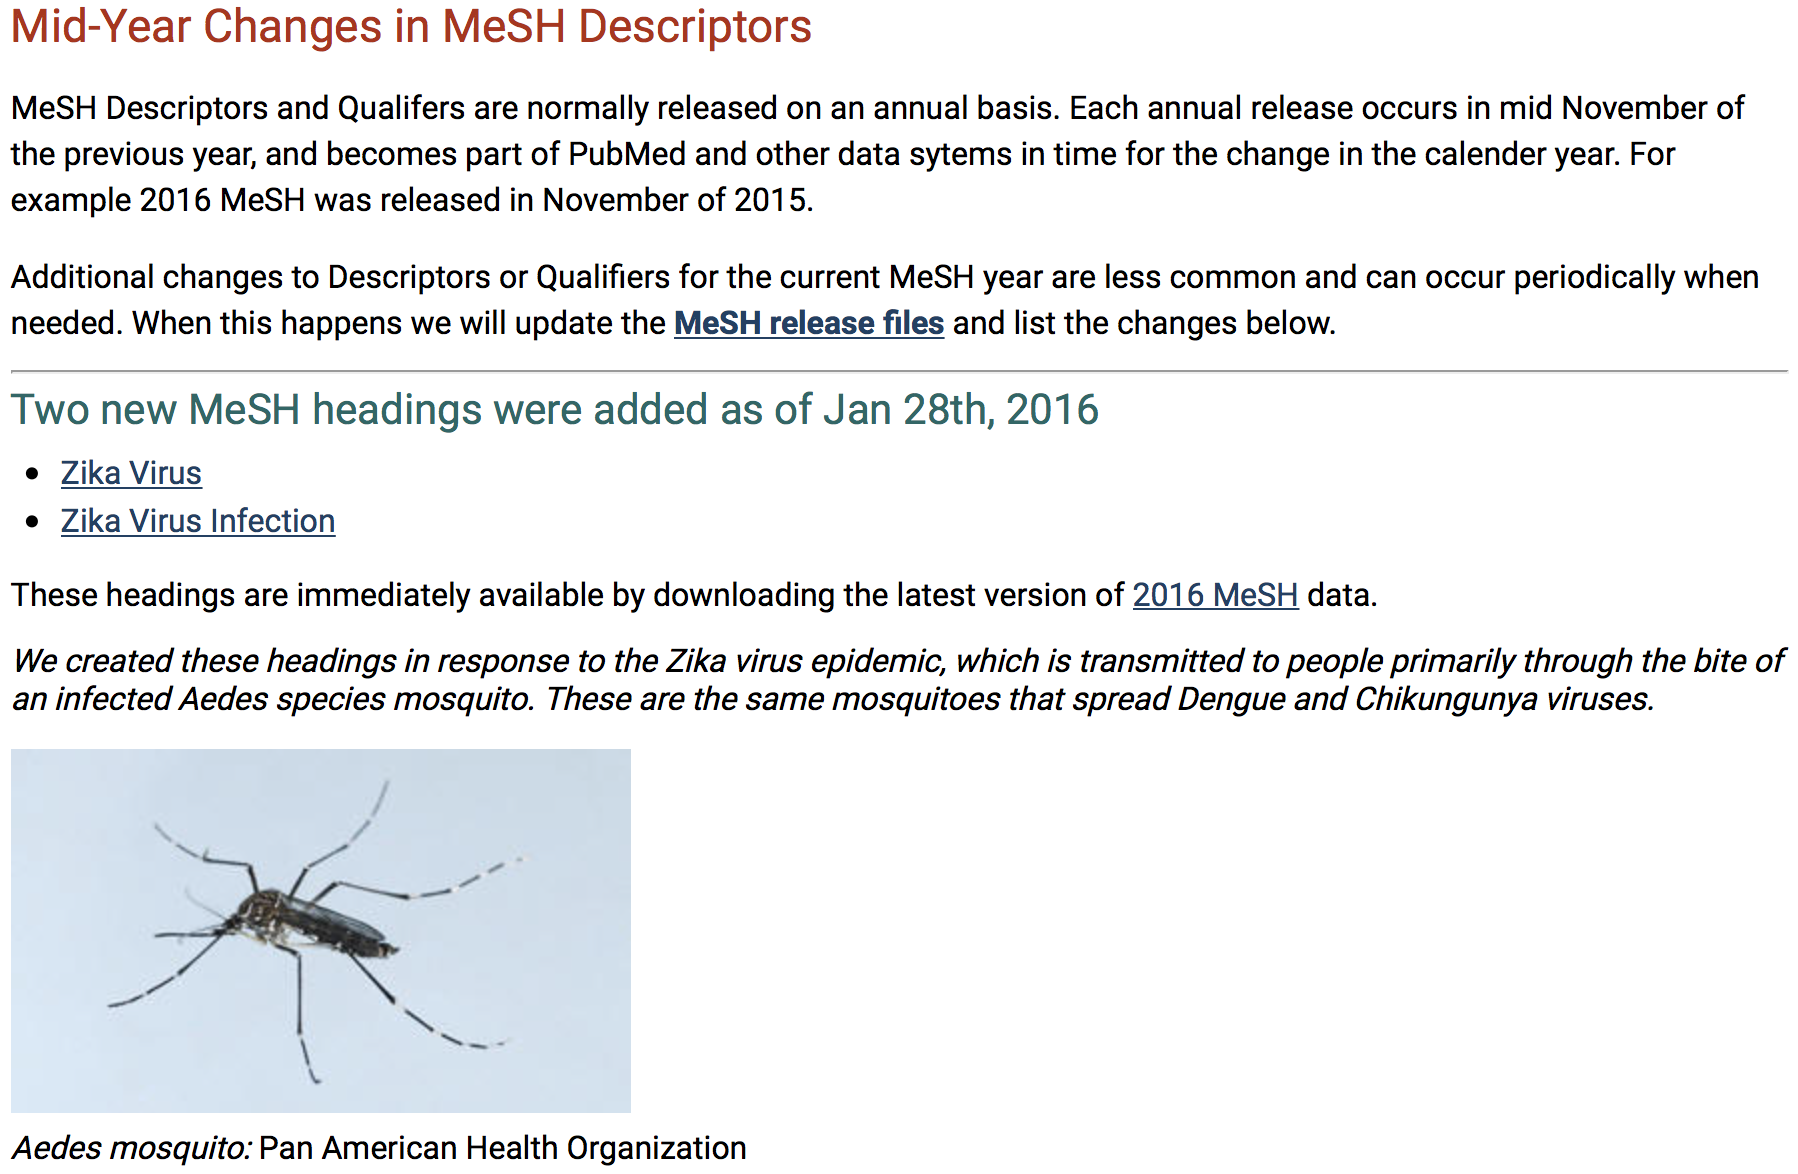 Mid-Year Changes in MeSH Descriptors
MeSH Descriptors and Qualifers are normally released on an annual basis. Each annual release occurs in mid November of
the previous year, and becomes part of PubMed and other data sytems in time for the change in the calender year. For
example 2016 MeSH was released in November of 2015.
Additional changes to Descriptors or Qualifiers for the current MeSH year are less common and can occur periodically when
needed. When this happens we will update the MeSH release files and list the changes below.
Two new MeSH headings were added as of Jan 28th, 2016
• Zika Virus
• Zika Virus Infection
These headings are immediately available by downloading the latest version of 2016 MeSH data.
We created these headings in response to the Zika virus epidemic, which is transmitted to people primarily through the bite of
an infected Aedes species mosquito. These are the same mosquitoes that spread Dengue and Chikungunya viruses.
Aedes mosquito: Pan American Health Organization